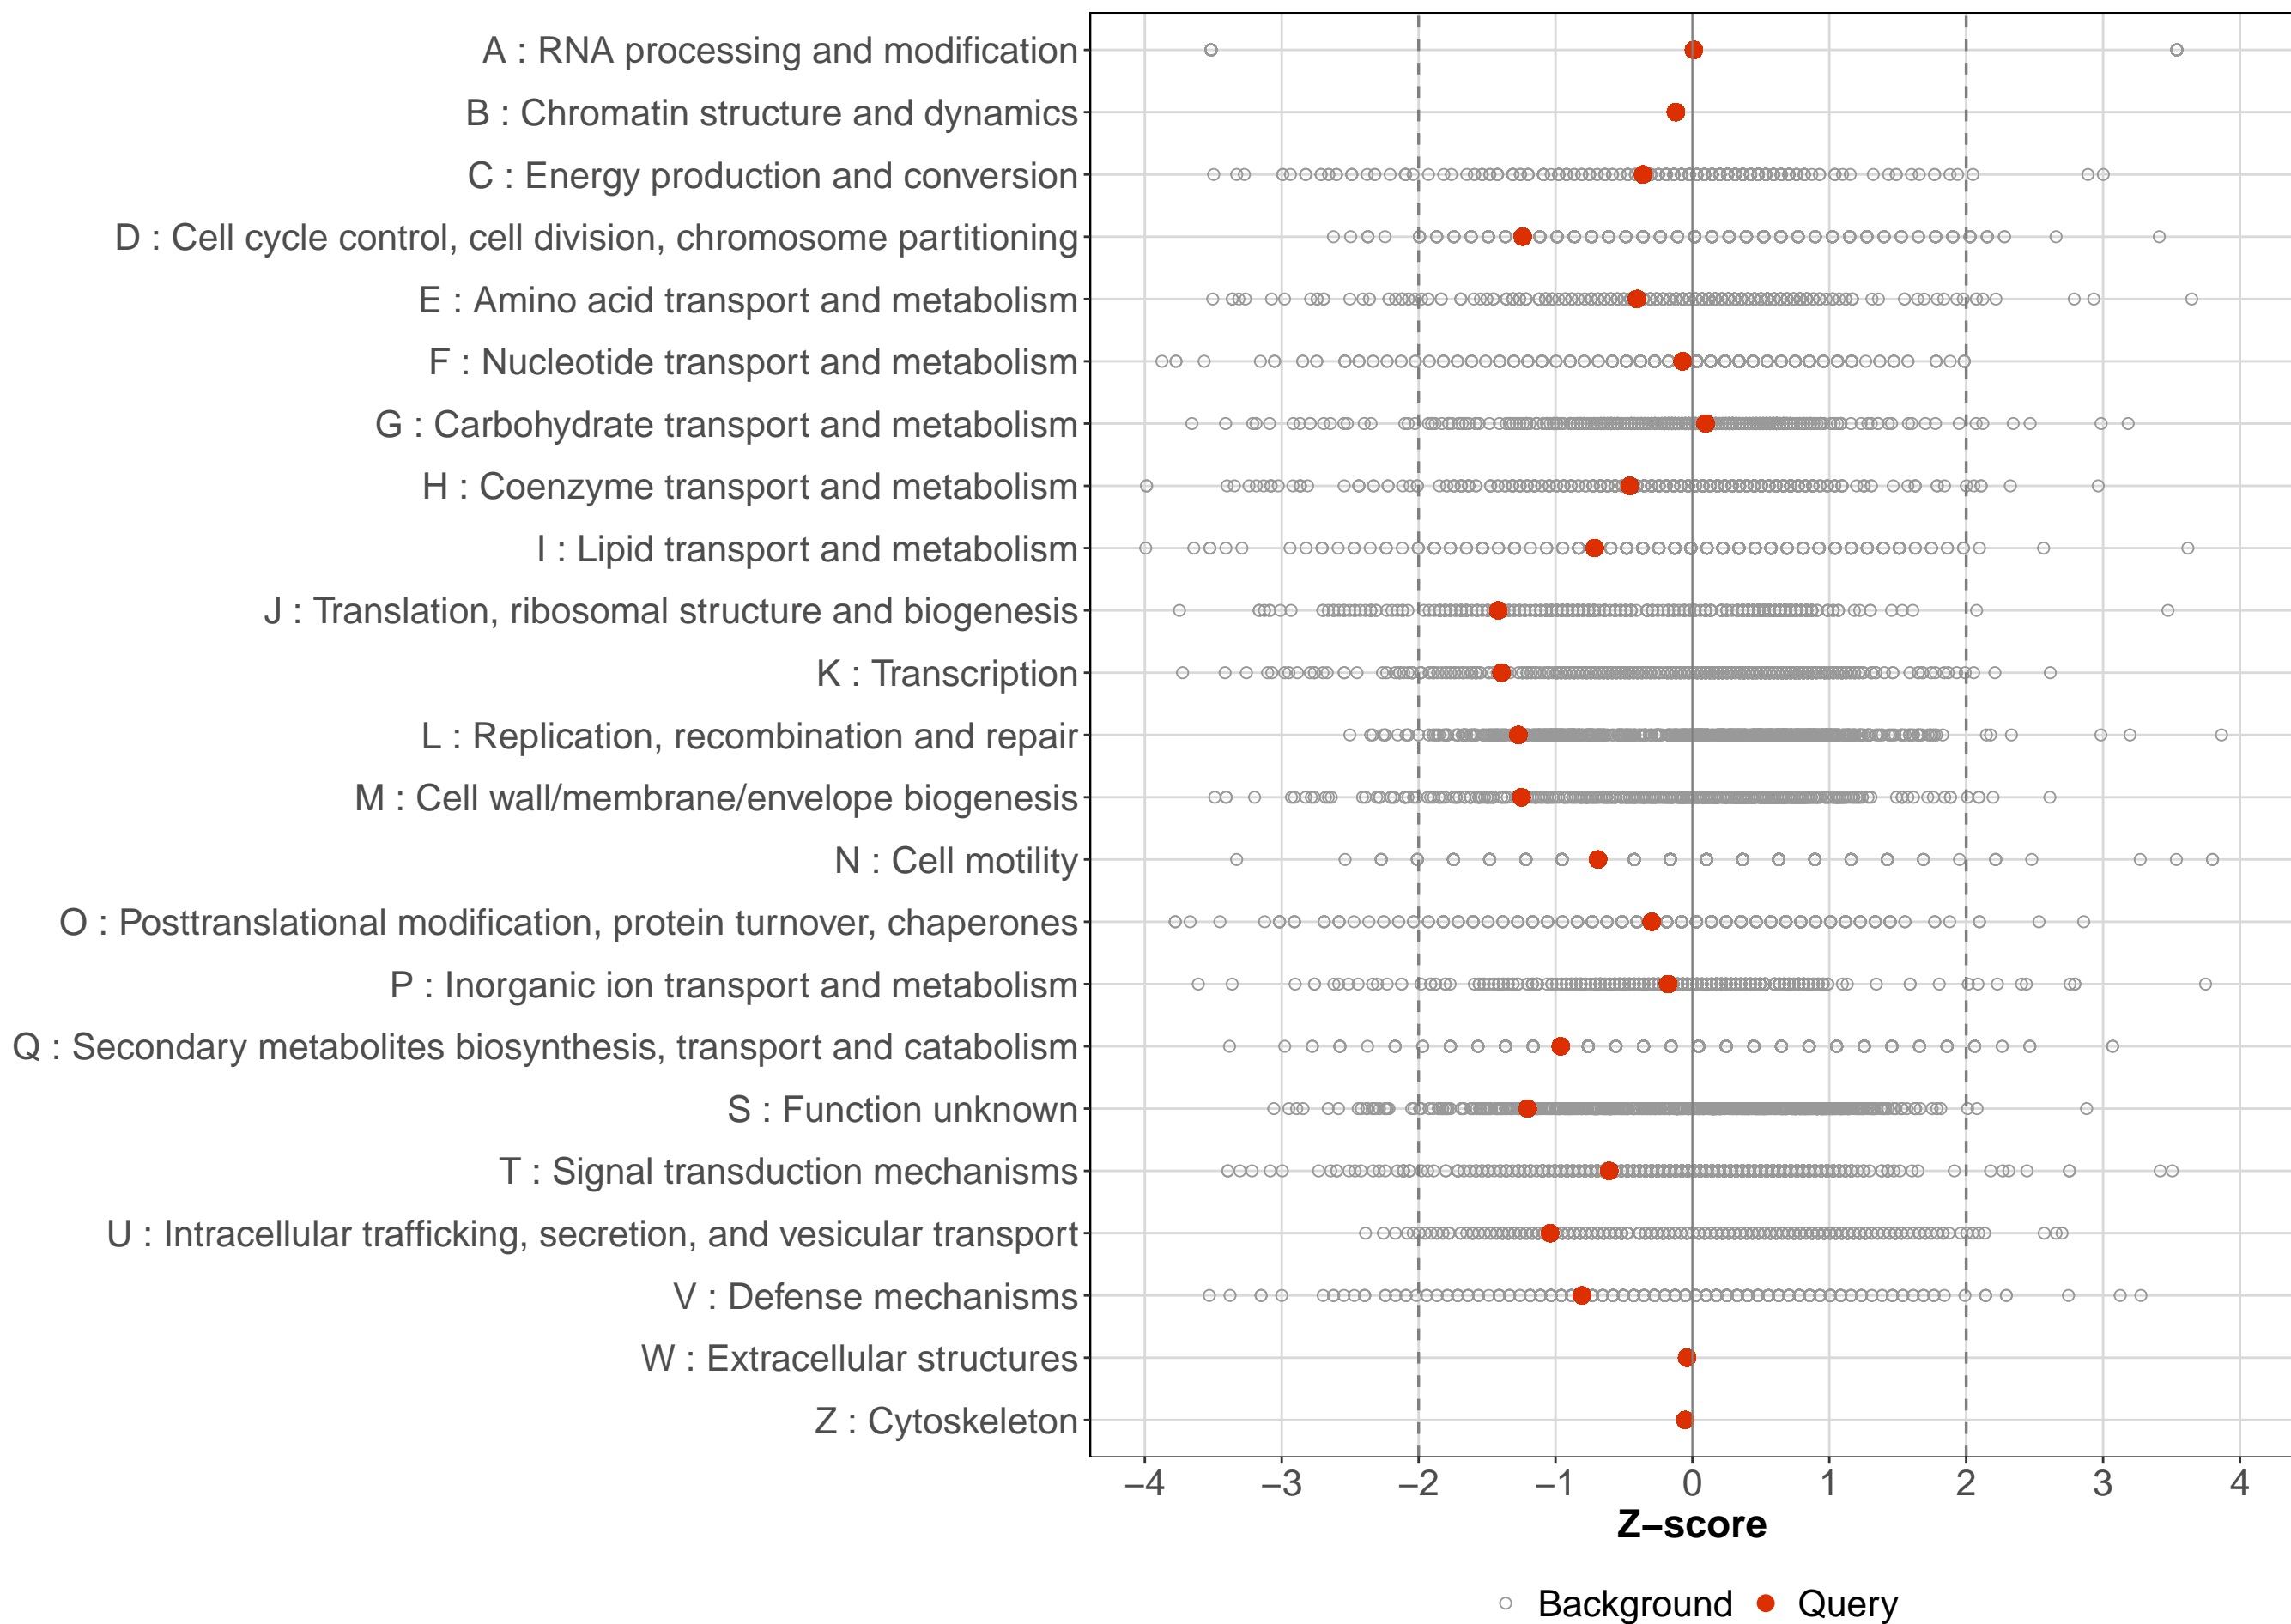 A : RNA processing and modification
B : Chromatin structure and dynamics
C : Energy production and conversion
D : Cell cycle control, cell division, chromosome partitioning
E : Amino acid transport and metabolism
F : Nucleotide transport and metabolism
G : Carbohydrate transport and metabolism
H : Coenzyme transport and metabolism
I : Lipid transport and metabolism
J : Translation, ribosomal structure and biogenesis
K : Transcription
L : Replication, recombination and repair
M : Cell wall/membrane/envelope biogenesis
N : Cell motility
O : Posttranslational modification, protein turnover, chaperones
P : Inorganic ion transport and metabolism
Q : Secondary metabolites biosynthesis, transport and catabolism
S : Function unknown
T : Signal transduction mechanisms
U : Intracellular trafficking, secretion, and vesicular transport
V : Defense mechanisms
W : Extracellular structures
Z : Cytoskeleton
−4 −3 −2 −1 0 1 2 3 4
Z−score
Background Query